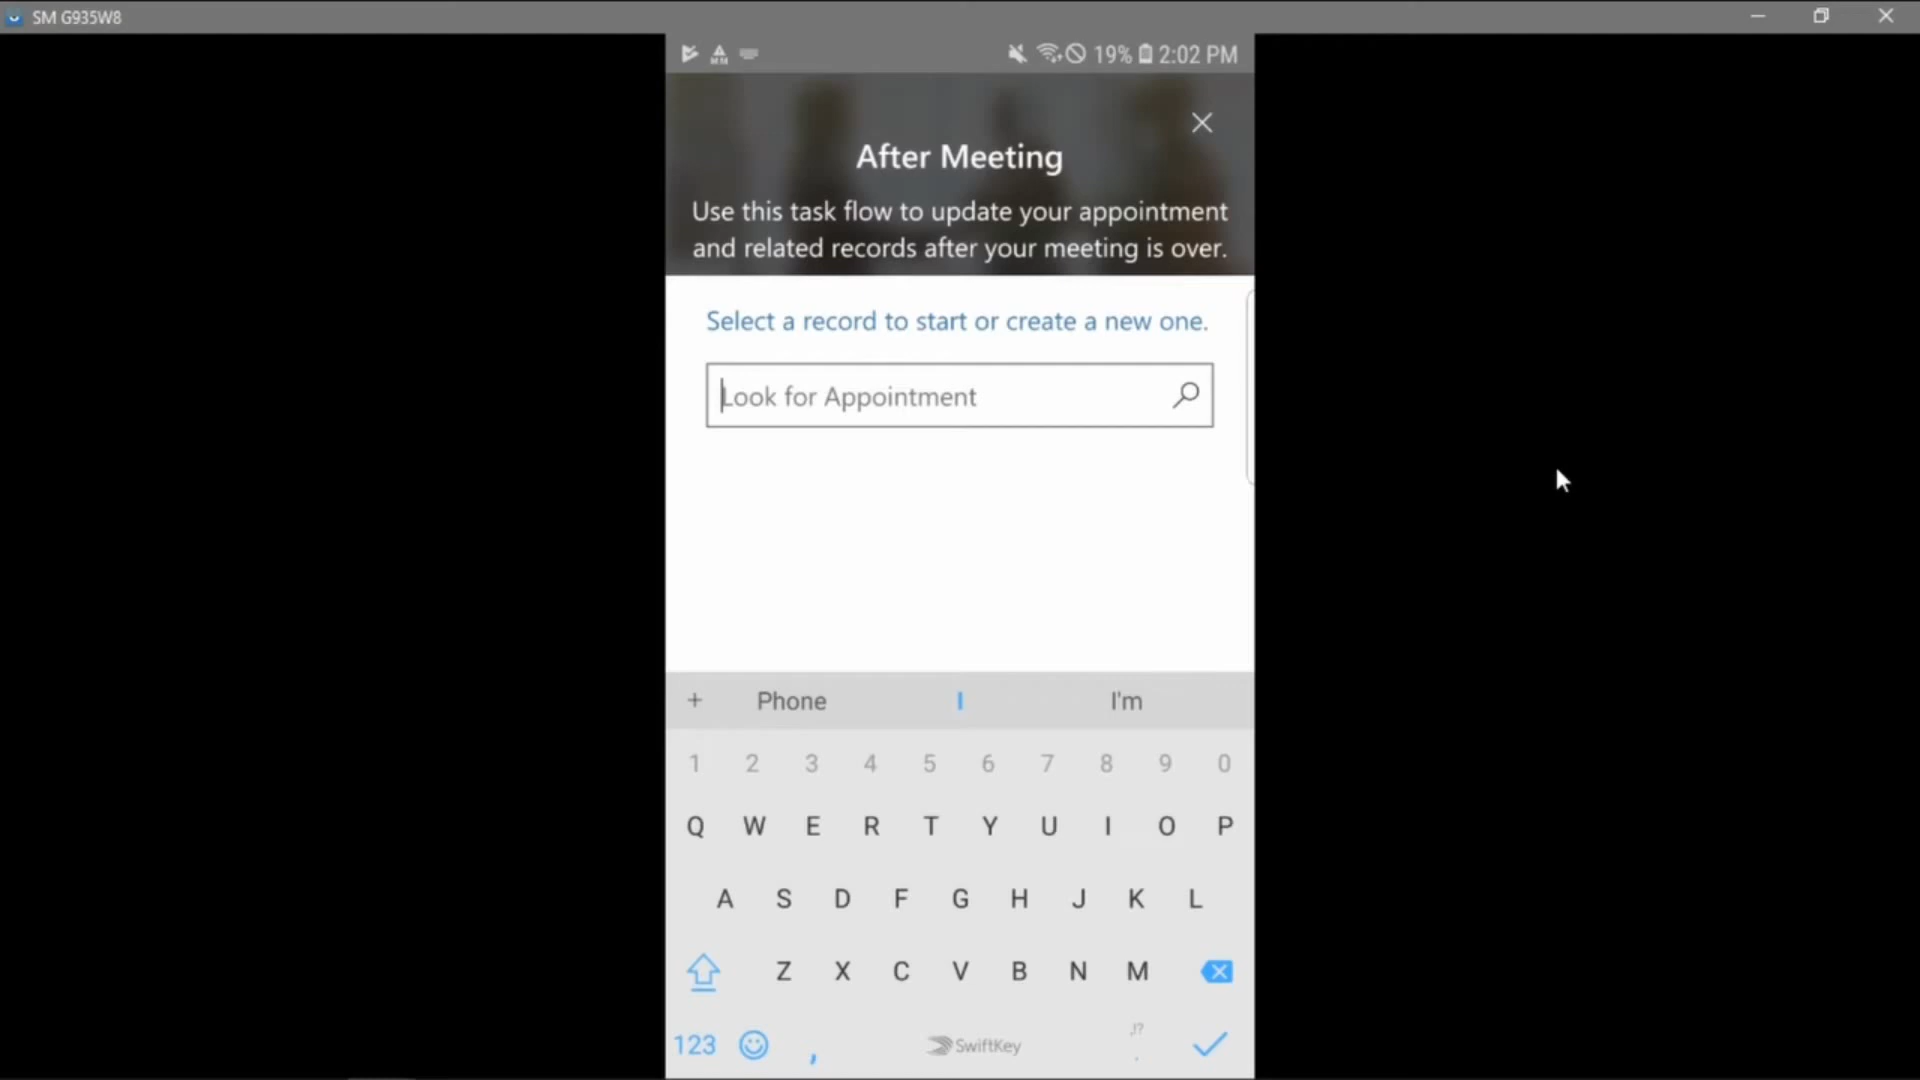 SM G935W8
19% 2:02 PM
After Meeting
Use this task flow to update your appointment
and related records after your meeting is over.
Select a record to start or create a new one.
Look for Appointment
+ Phone I I'm
1 2 3 4 5 6 7 8 9 0
Q W E R T Y U I O P
A S D F G H J K L
Z X C V B N M
,!?
123 , SwiftKey .